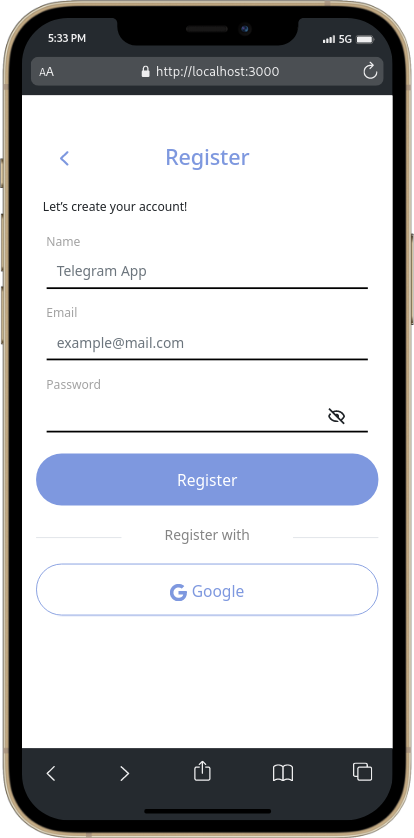 5:33 PM
5G
AA
http://localhost:3000
Register
Let's create your account!
Name
Telegram App
Email
example@mail.com
Password
Register
Register with
Google